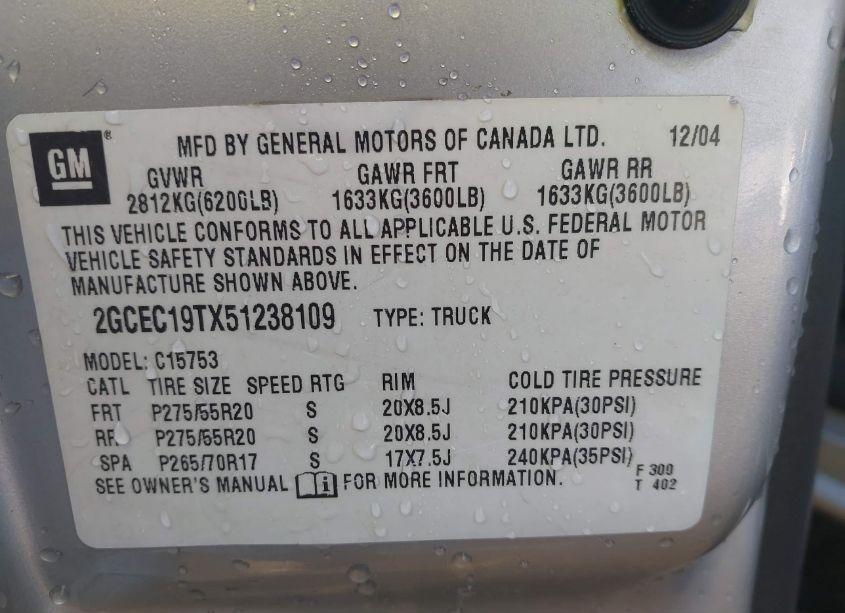 GM ® MFD BY GENERAL MOTORS OF CANADA LTD. 12/04
GVWR GAWR FRT GAWR RR
2812KG(6200LB) 1633KG(3600LB) 1633KG(3600LB)
THIS VEHICLE CONFORMS TO ALL APPLICABLE U.S. FEDERAL MOTOR
VEHICLE SAFETY STANDARDS IN EFFECT ON THE DATE OF
MANUFACTURE SHOWN ABOVE.
2GCEC19TX51238109 TYPE: TRUCK
MODEL: C15753
CATL TIRE SIZE SPEED RTG RIM COLD TIRE PRESSURE
FRT P275/55R20 S 20X8.5J 210KPA(30PSI)
RR P275/55R20 S 20X8.5J 210KPA(30PSI)
SPA P265/70R17 S 17X7.5J 240KPA(35PSI)
SEE OWNER'S MANUAL i FOR MORE INFORMATION.
F 300
T 402